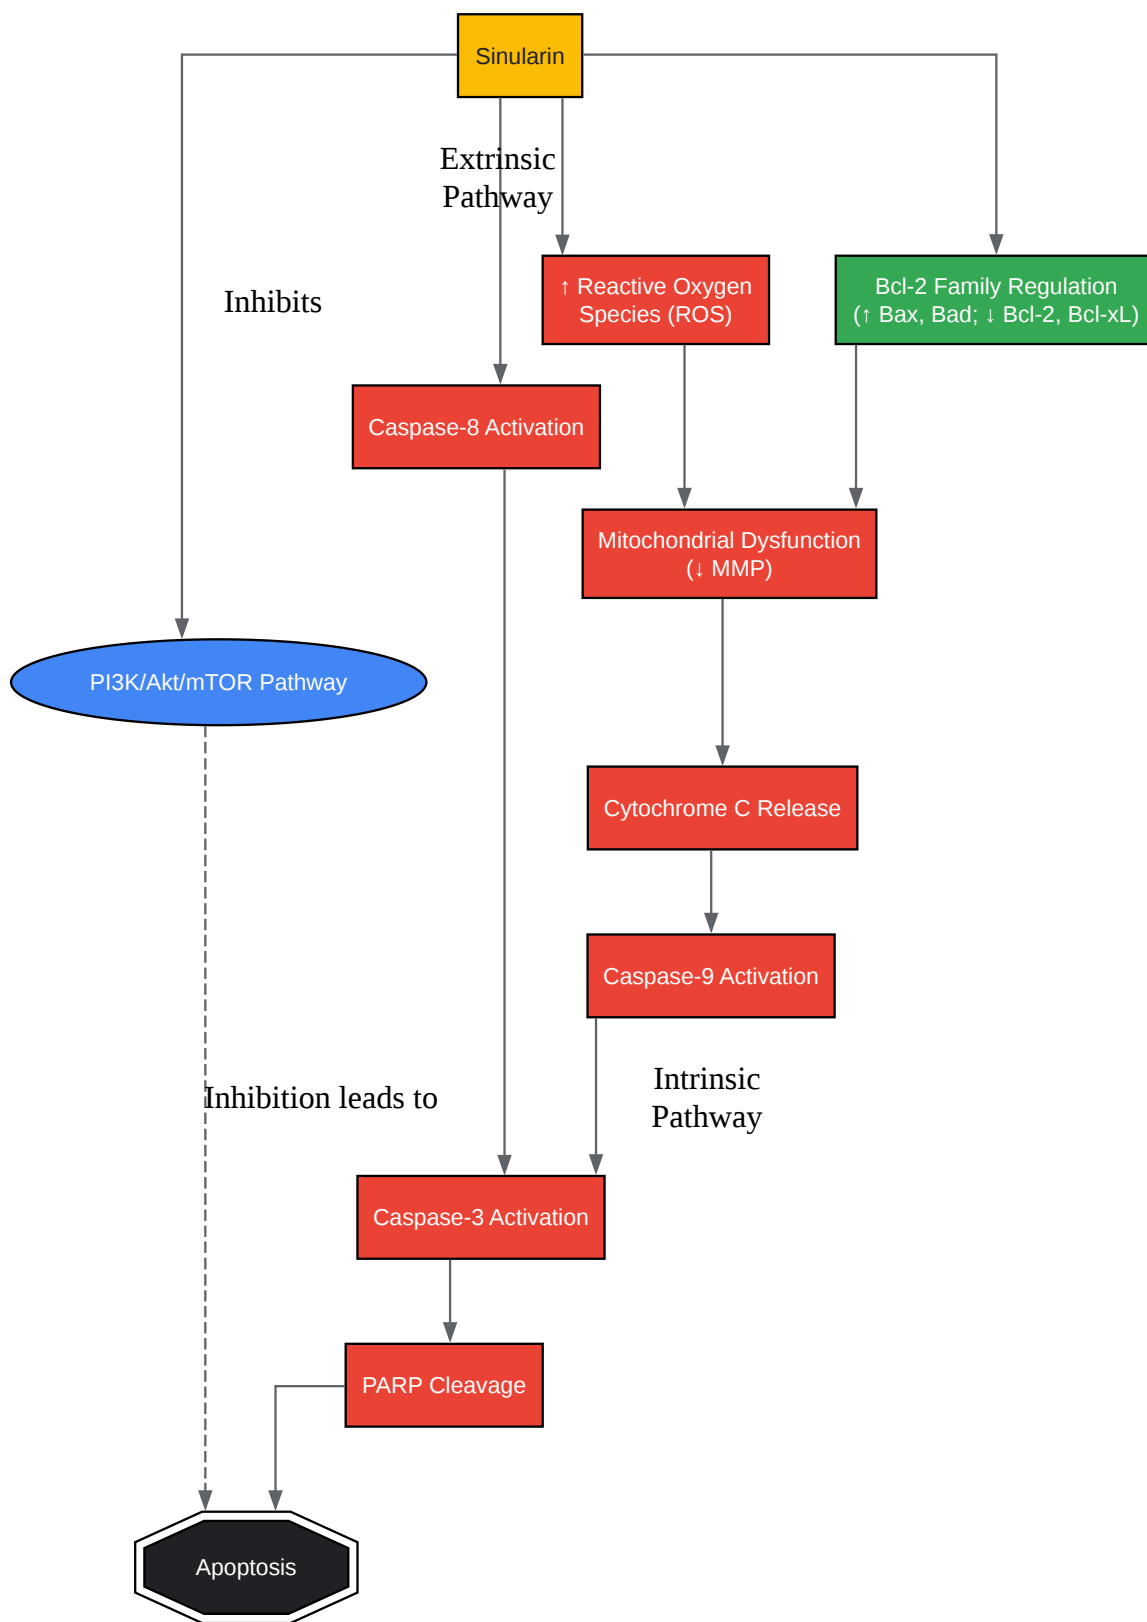 Sinularin
Extrinsic
Pathway
Inhibits
↑ Reactive Oxygen
Species (ROS)
Bcl-2 Family Regulation
(↑ Bax, Bad; ↓ Bcl-2, Bcl-xL)
Caspase-8 Activation
Mitochondrial Dysfunction
(↓ MMP)
PI3K/Akt/mTOR Pathway
Cytochrome C Release
Caspase-9 Activation
Intrinsic
Pathway
Inhibition leads to
Caspase-3 Activation
PARP Cleavage
Apoptosis